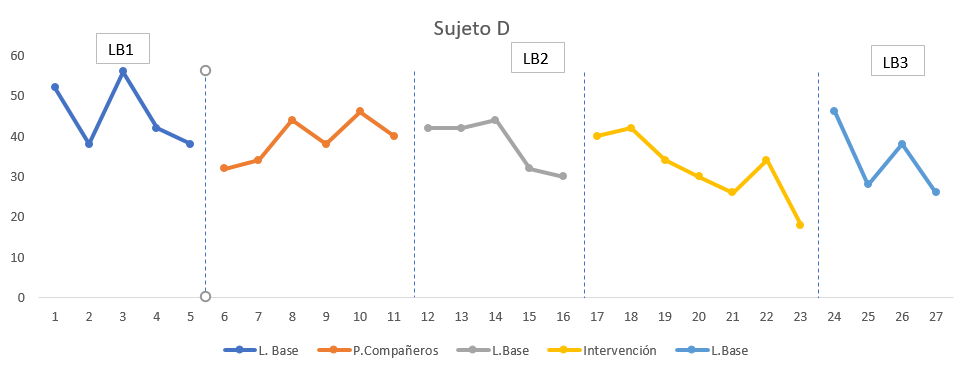 Sujeto D
LB1
LB2
LB3
60
50
40
30
20
10
0
1 2 3 4 5 6 7 8 9 10 11 12 13 14 15 16 17 18 19 20 21 22 23 24 25 26 27
L. Base P.Compañeros L.Base Intervención L.Base